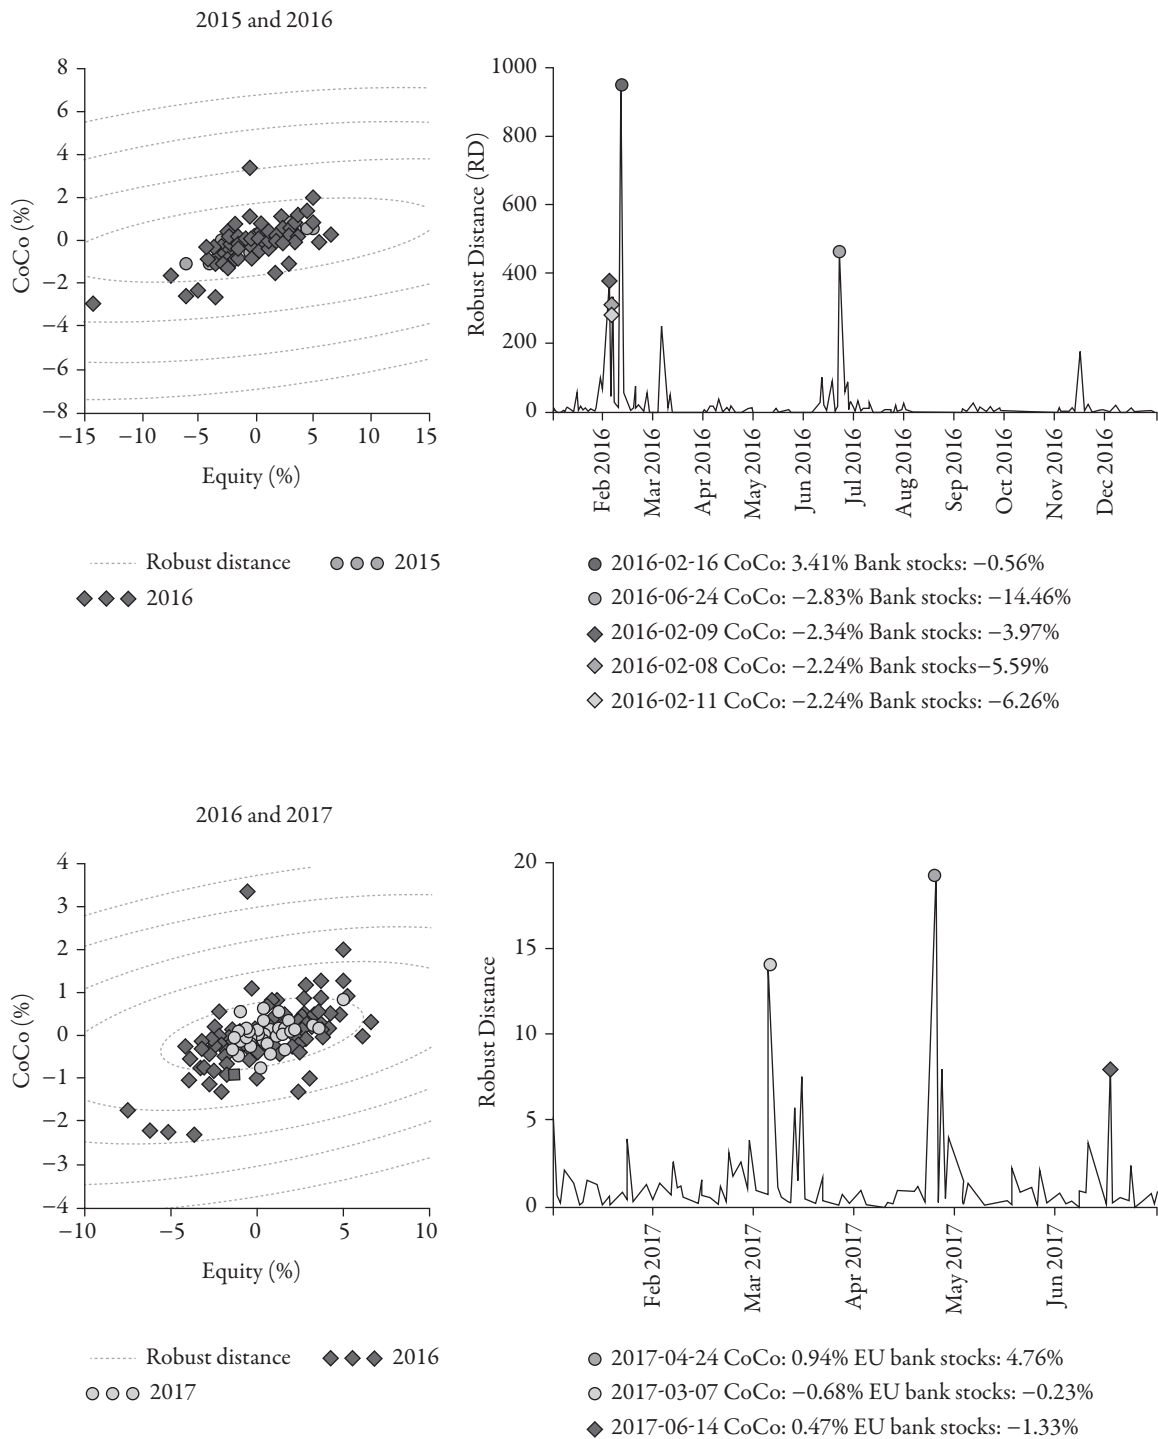 2015 and 2016
8
6
4
2
0
−2
−4
−6
−8
CoCo (%)
−15 −10 −5 0 5 10 15
Equity (%)
Robust distance 2015
2016
1000
800
600
400
200
0
Robust Distance (RD)
Feb 2016
Mar 2016
Apr 2016
May 2016
Jun 2016
Jul 2016
Aug 2016
Sep 2016
Oct 2016
Nov 2016
Dec 2016
2016-02-16 CoCo: 3.41% Bank stocks: −0.56%
2016-06-24 CoCo: −2.83% Bank stocks: −14.46%
2016-02-09 CoCo: −2.34% Bank stocks: −3.97%
2016-02-08 CoCo: −2.24% Bank stocks−5.59%
2016-02-11 CoCo: −2.24% Bank stocks: −6.26%
2016 and 2017
4
3
2
1
0
−1
−2
−3
−4
CoCo (%)
−10 −5 0 5 10
Equity (%)
Robust distance 2016
2017
20
15
10
5
0
Robust Distance
Feb 2017
Mar 2017
Apr 2017
May 2017
Jun 2017
2017-04-24 CoCo: 0.94% EU bank stocks: 4.76%
2017-03-07 CoCo: −0.68% EU bank stocks: −0.23%
2017-06-14 CoCo: 0.47% EU bank stocks: −1.33%